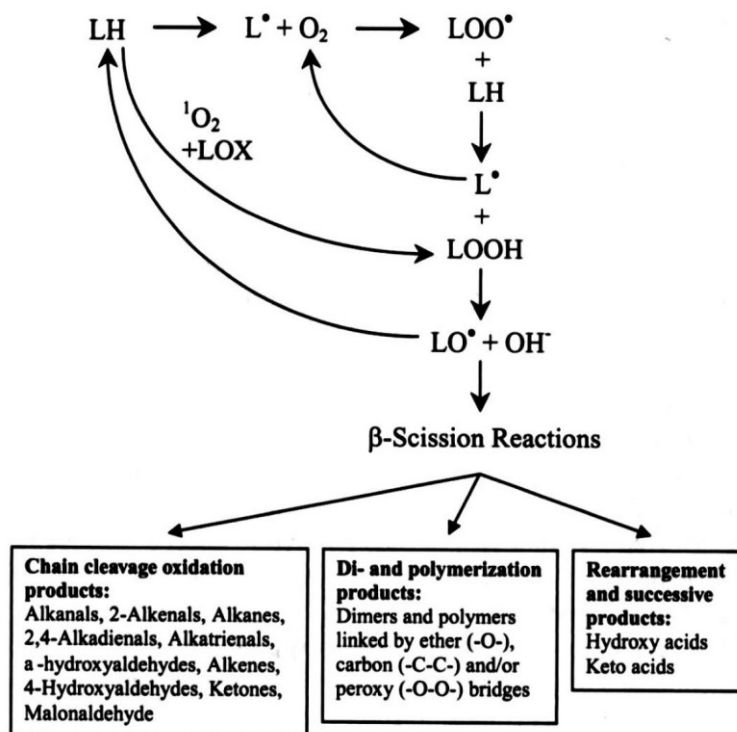 LH → L• + O₂ → LOO•
+
LH
¹O₂
+LOX
L•
+
LOOH
LO• + OH⁻
β-Scission Reactions
Chain cleavage oxidation
products:
Alkanals, 2-Alkenals, Alkanes,
2,4-Alkadienals, Alkatrienals,
a -hydroxyaldehydes, Alkenes,
4-Hydroxyaldehydes, Ketones,
Malonaldehyde
Di- and polymerization
products:
Dimers and polymers
linked by ether (-O-),
carbon (-C-C-) and/or
peroxy (-O-O-) bridges
Rearrangement
and successive
products:
Hydroxy acids
Keto acids